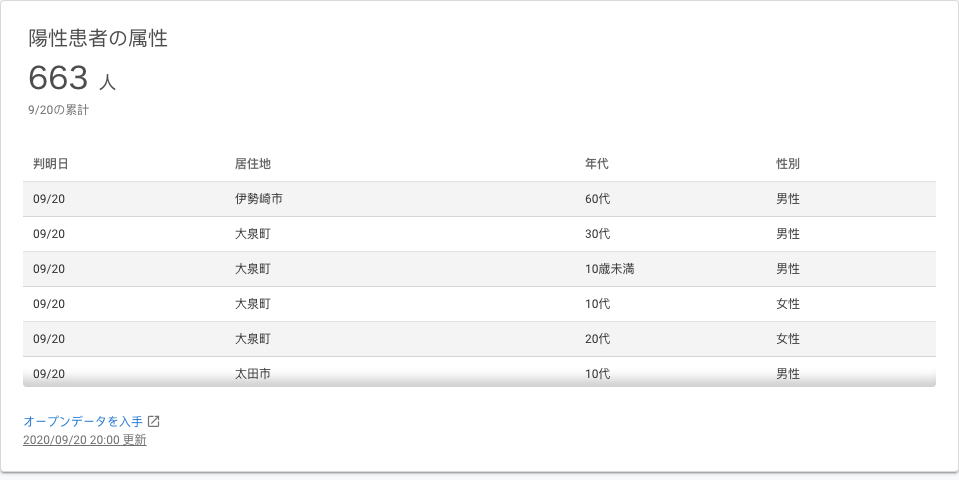 陽性患者の属性
663 人
9/20の累計
判明日 居住地 年代 性別
09/20 伊勢崎市 60代 男性
09/20 大泉町 30代 男性
09/20 大泉町 10歳未満 男性
09/20 大泉町 10代 女性
09/20 大泉町 20代 女性
09/20 太田市 10代 男性
オープンデータを入手
2020/09/20 20:00 更新